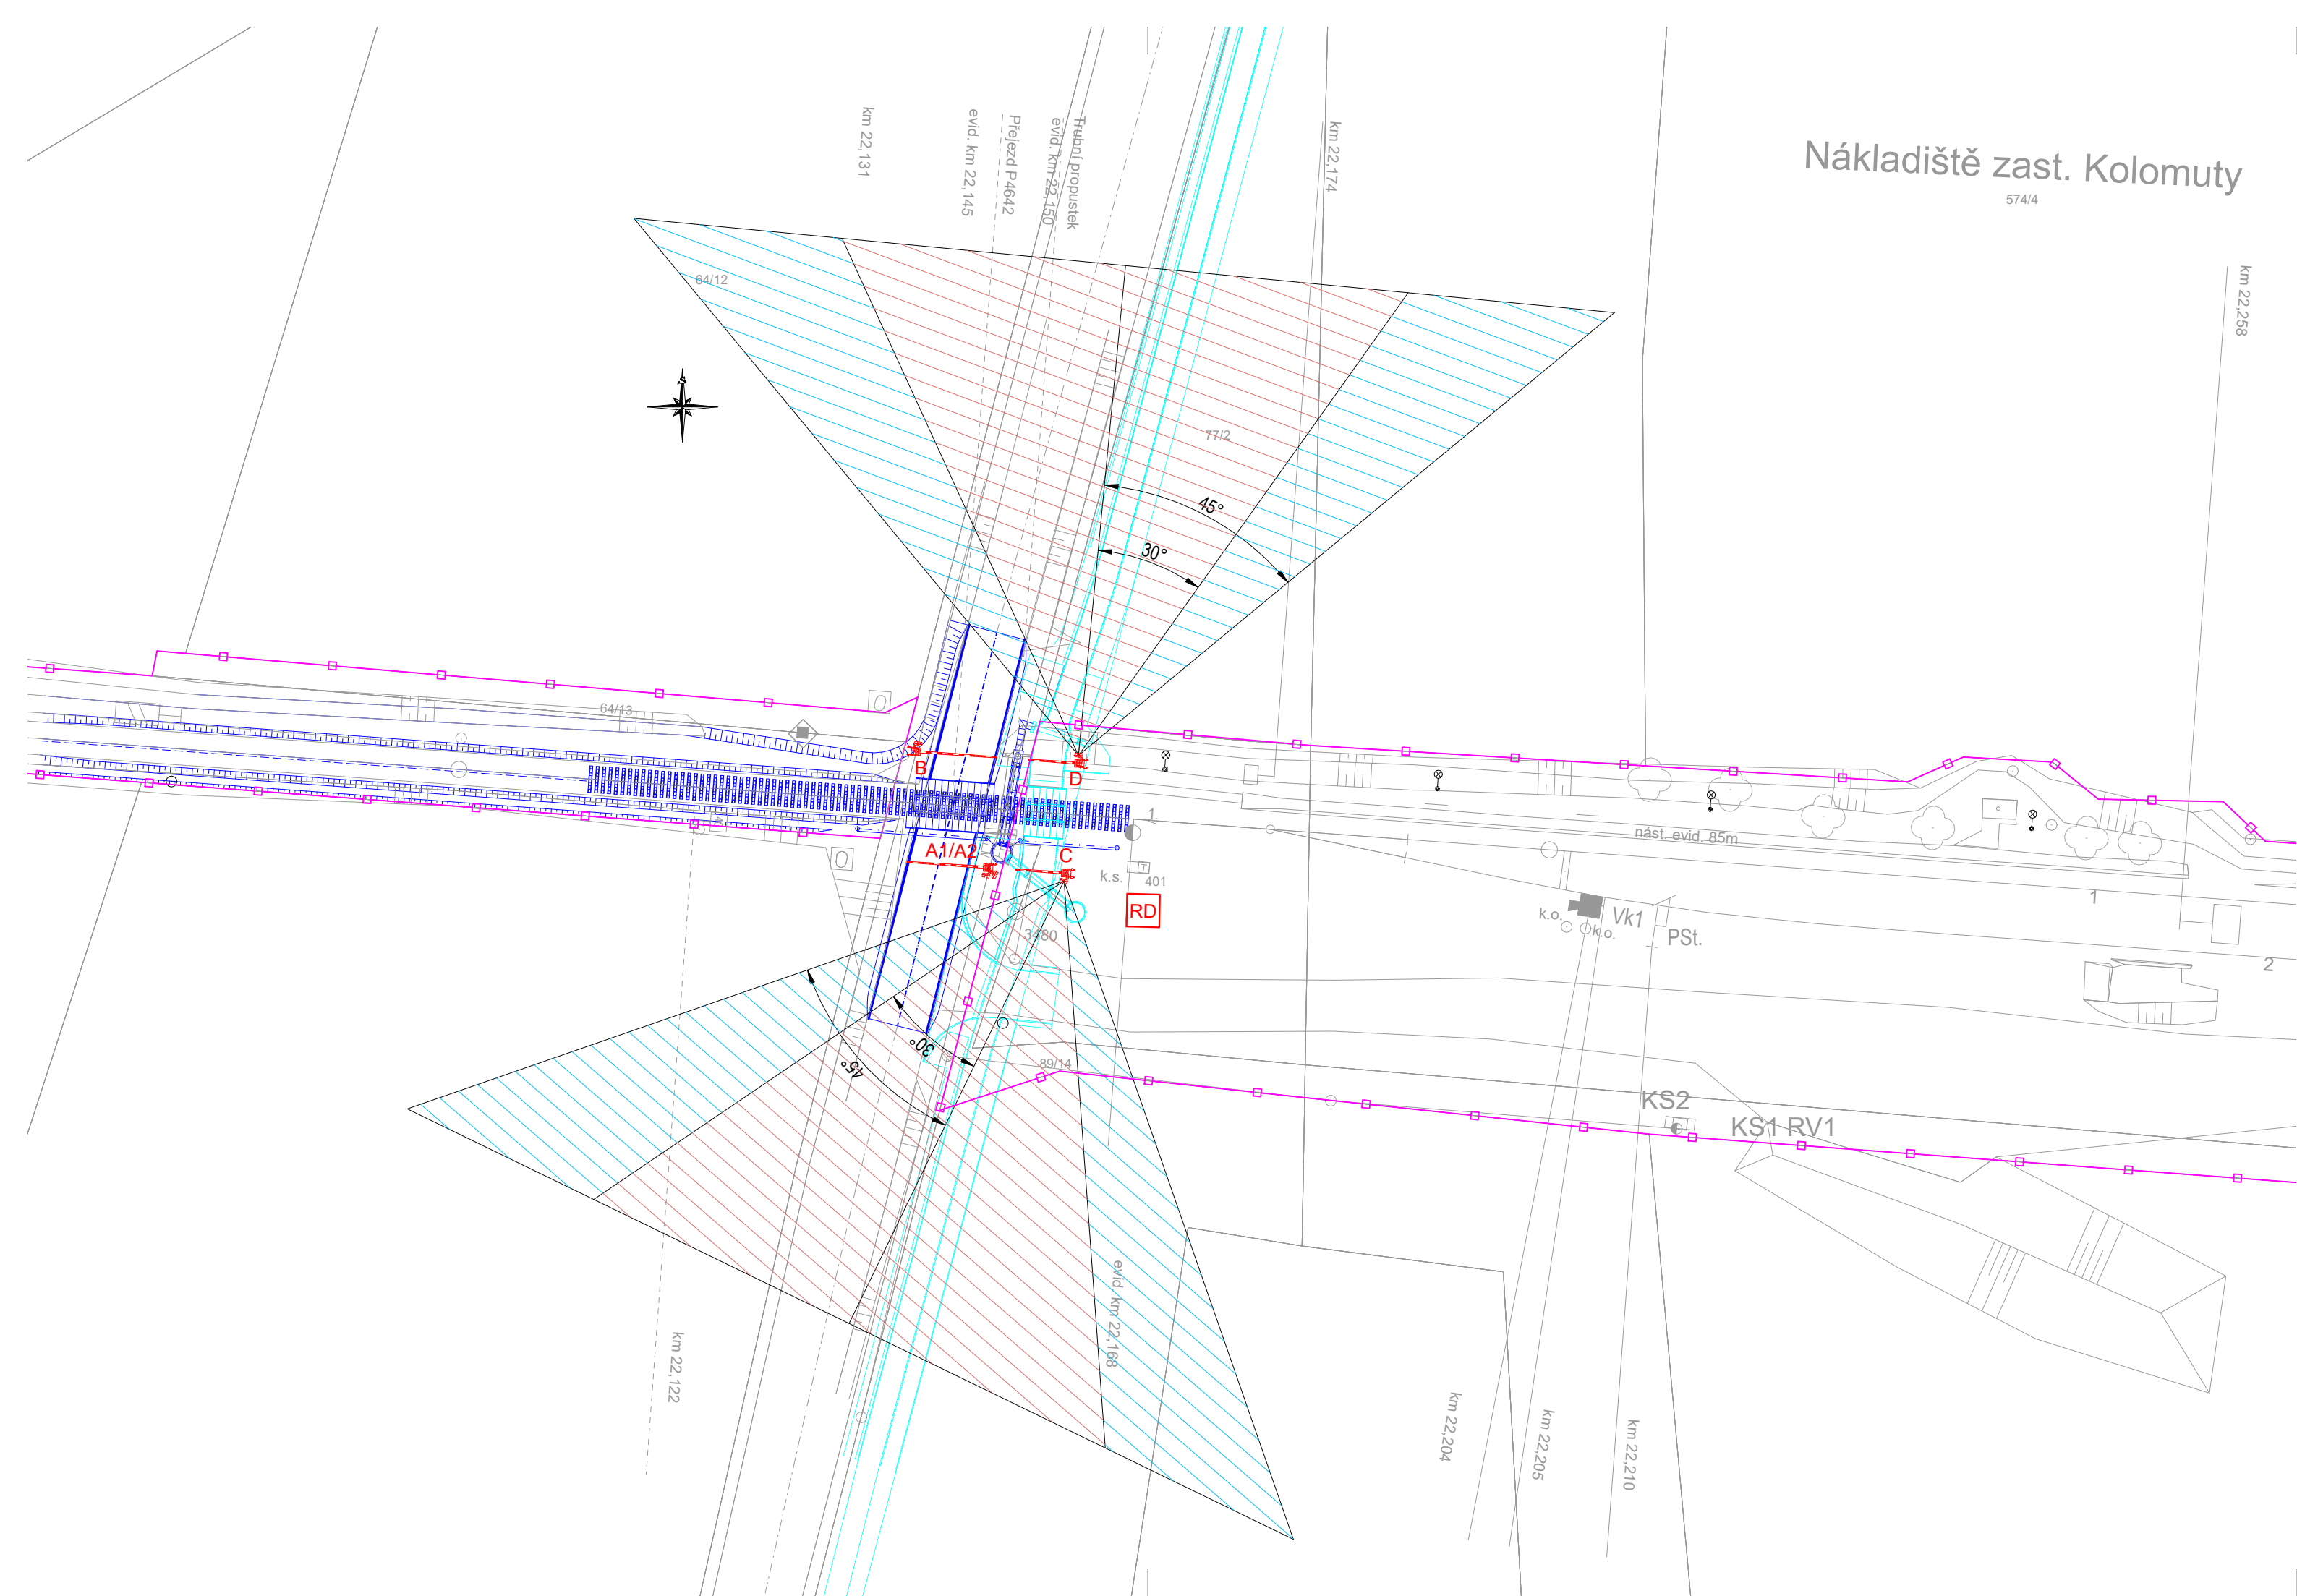 km 22,131
evid. km 22,145
Přejezd P4642
evid. km 22,150
Trubní propustek
km 22,174
Nákladiště zast. Kolomuty
574/4
km 22,258
64/12
S
77/2
45°
30°
64/13
B
D
1
A1/A2
C
k.s.
401
RD
nást. evid. 85m
k.o.
k.o.
Vk1
PSt.
1
2
3480
30°
45°
89/14
KS2
KS1 RV1
evid. km 22,168
km 22,122
km 22,204
km 22,205
km 22,210